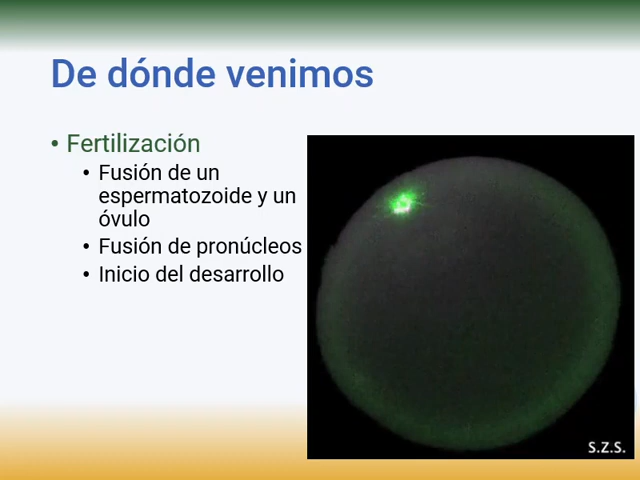 De dónde venimos
• Fertilización
• Fusión de un
espermatozoide y un
óvulo
• Fusión de pronúcleos
• Inicio del desarrollo
S.Z.S.